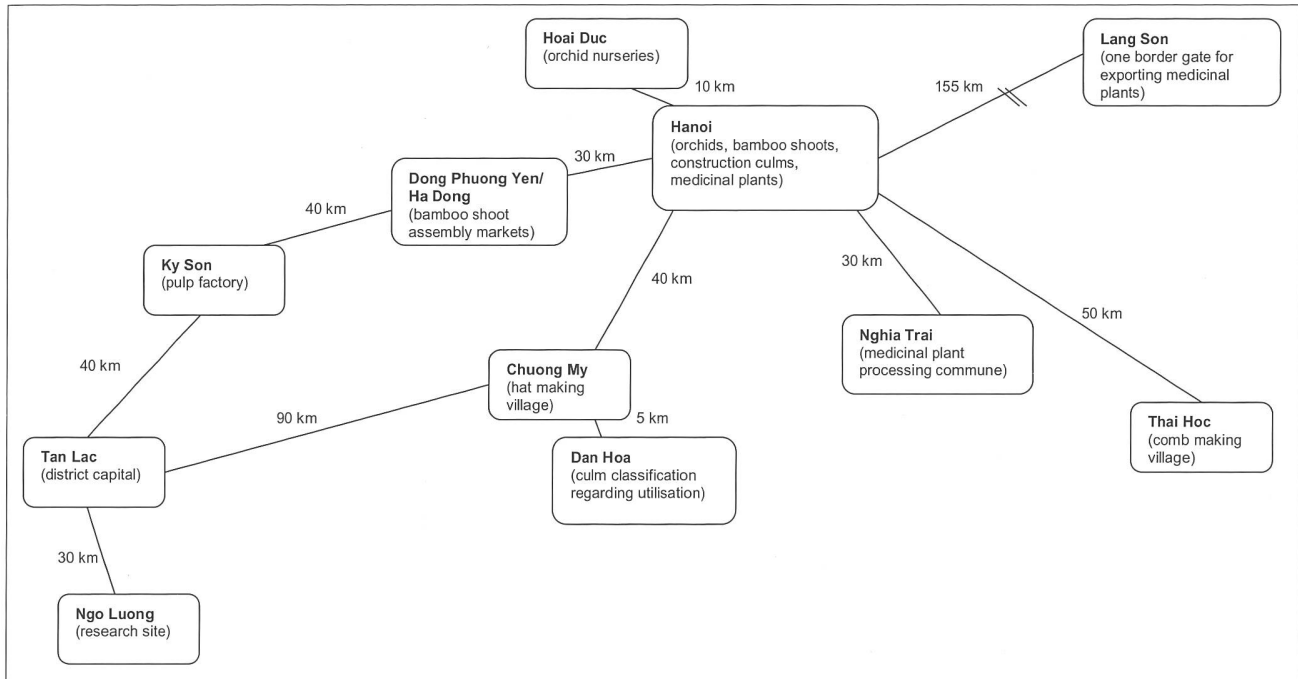 Hoai Duc
(orchid nurseries)
Lang Son
(one border gate for
exporting medicinal
plants)
10 km
155 km
Hanoi
(orchids, bamboo shoots,
construction culms,
medicinal plants)
30 km
Dong Phuong Yen/
Ha Dong
(bamboo shoot
assembly markets)
40 km
Ky Son
(pulp factory)
40 km
30 km
50 km
Nghia Trai
(medicinal plant
processing commune)
40 km
Chuong My
(hat making
village)
90 km
5 km
Thai Hoc
(comb making
village)
Tan Lac
(district capital)
Dan Hoa
(culm classification
regarding utilisation)
30 km
Ngo Luong
(research site)